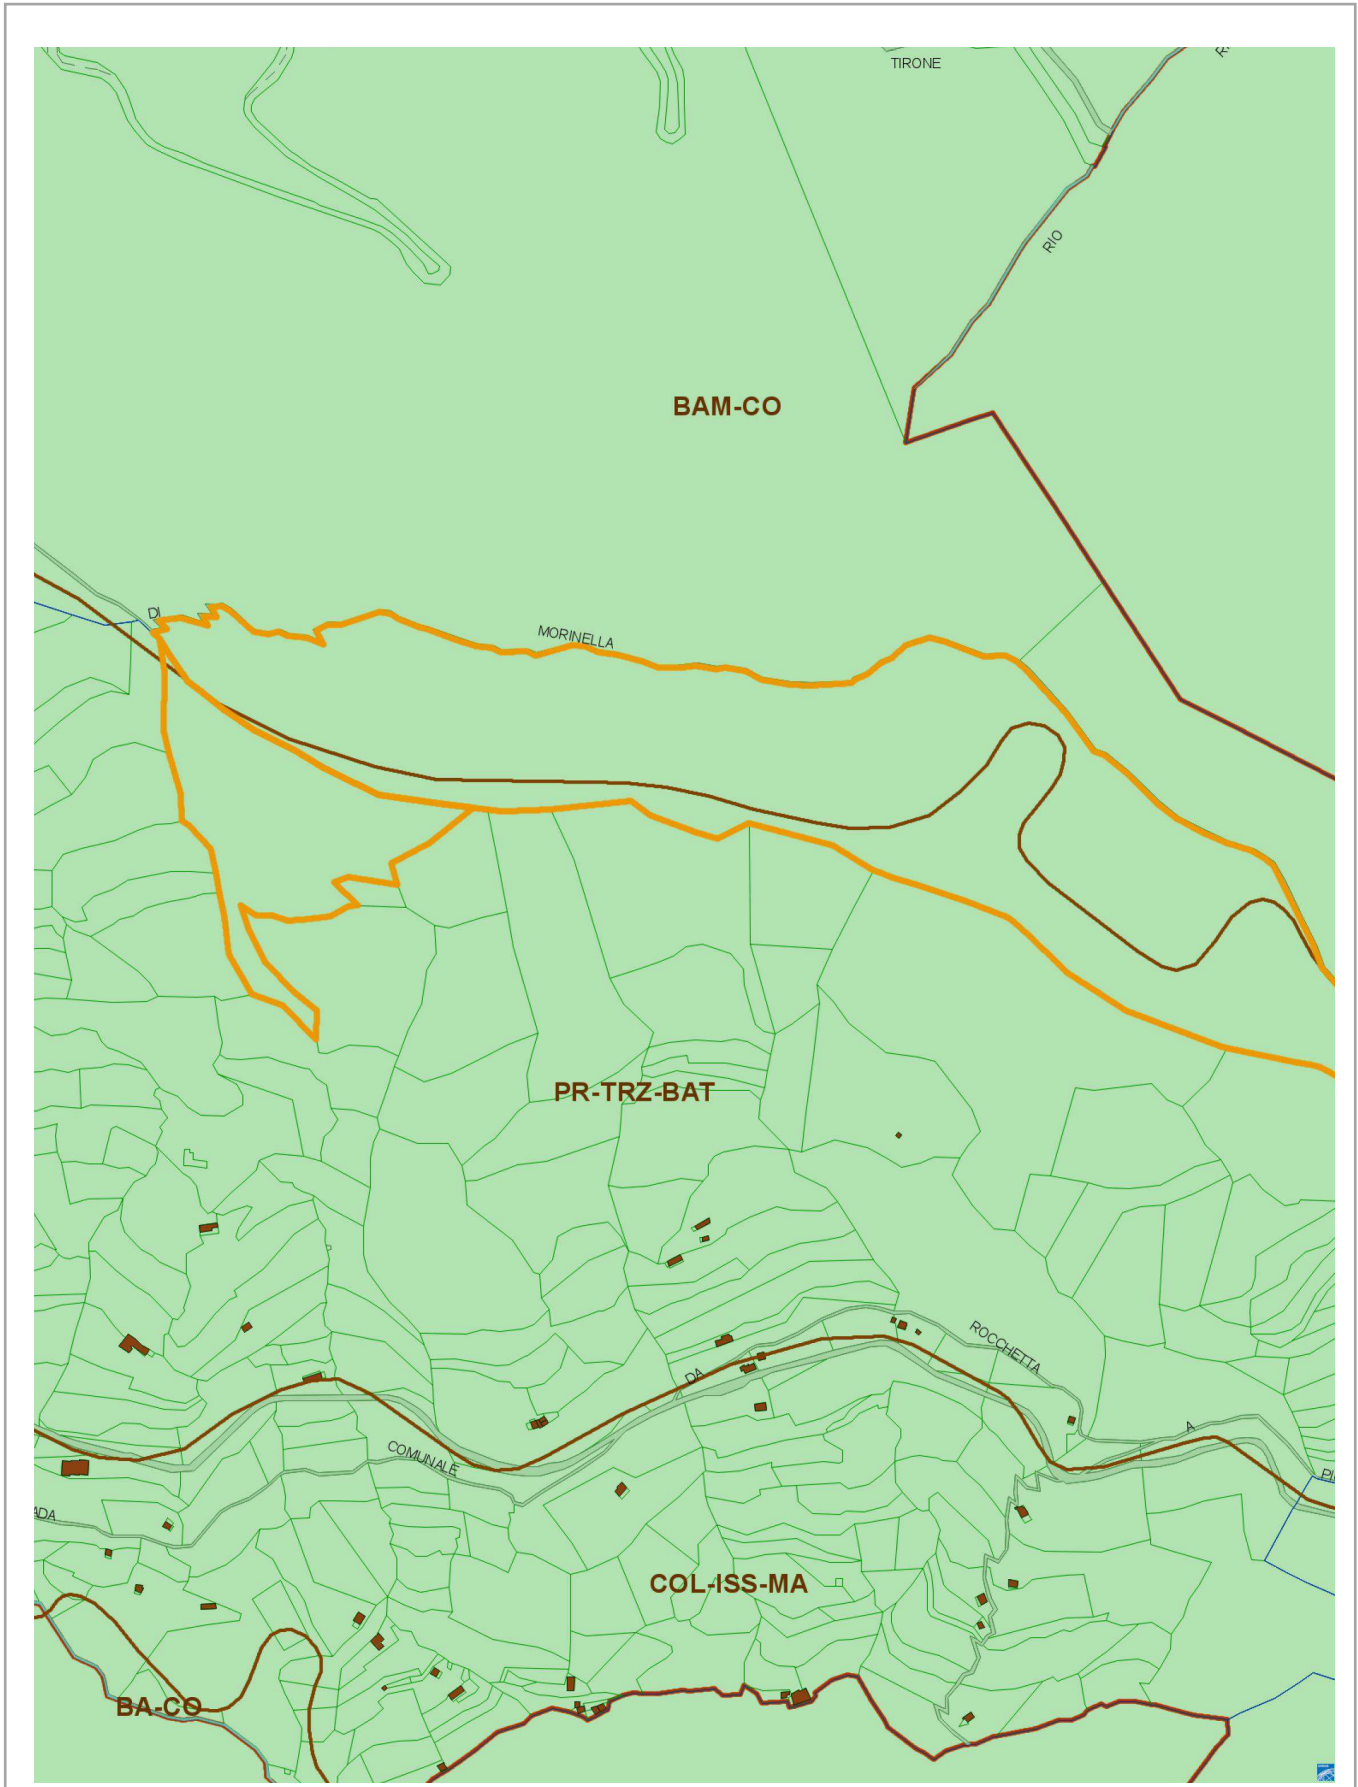 TIRONE
RIO
BAM-CO
DI
MORINELLA
PR-TRZ-BAT
ROCCHETTA
DA
A
COMUNALE
ADA
COL-ISS-MA
BA-CO